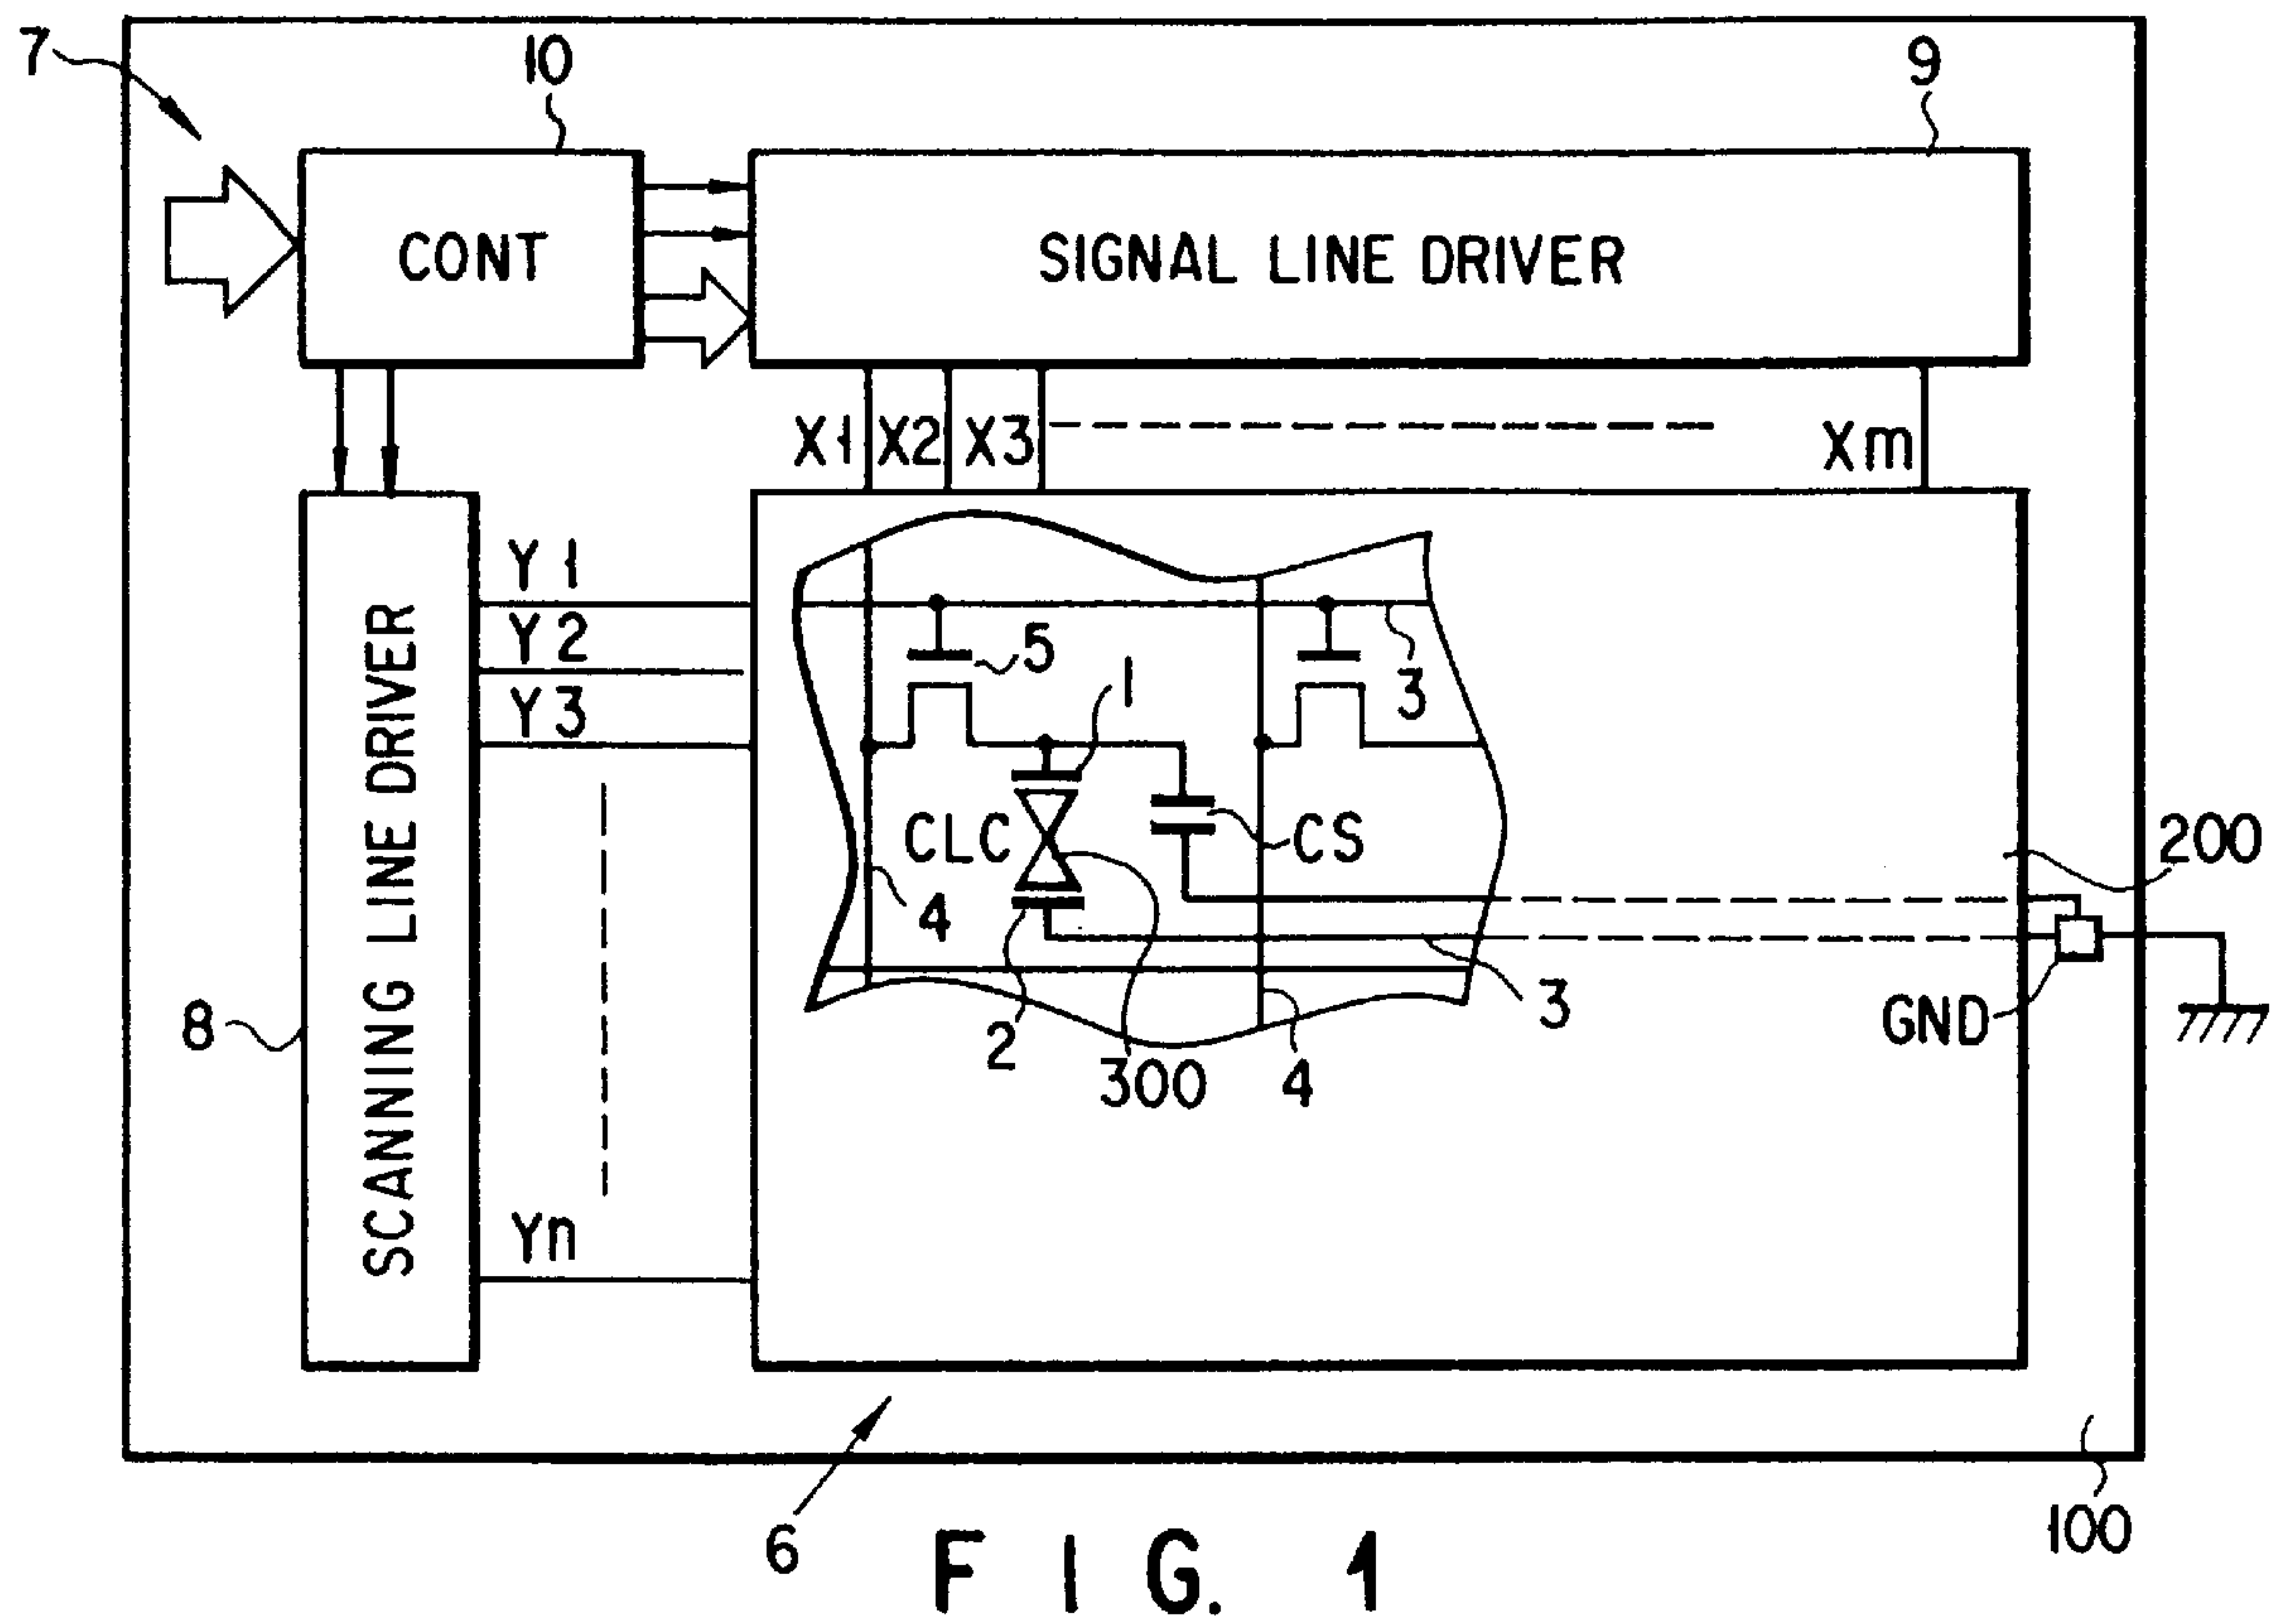 7
10
9
CONT
SIGNAL LINE DRIVER
X1 X2 X3 Xm
SCANNING LINE DRIVER
Y1
Y2
Y3
Yn
5
1
3
CLC
CS
4
200
2
300
4
3
GND
8
6
100
FIG. 1